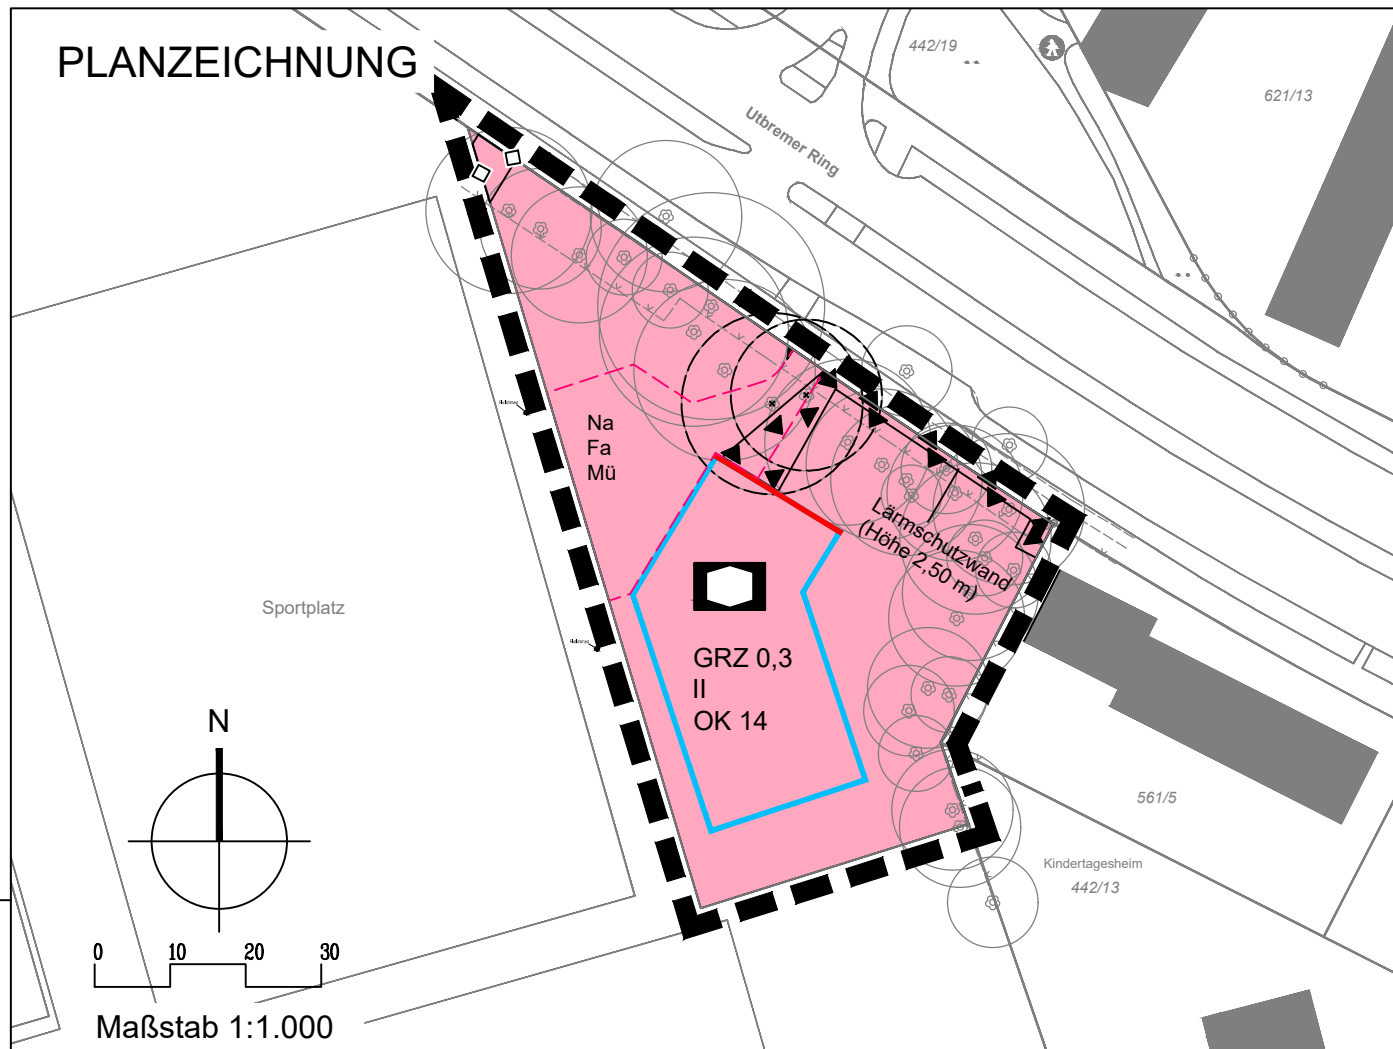 PLANZEICHNUNG
442/19
621/13
Utbremer Ring
Na
Fa
Mü
Lärmschutzwand
(Höhe 2,50 m)
Sportplatz
GRZ 0,3
II
OK 14
N
561/5
Kindertagesheim
442/13
0 10 20 30
Maßstab 1:1.000